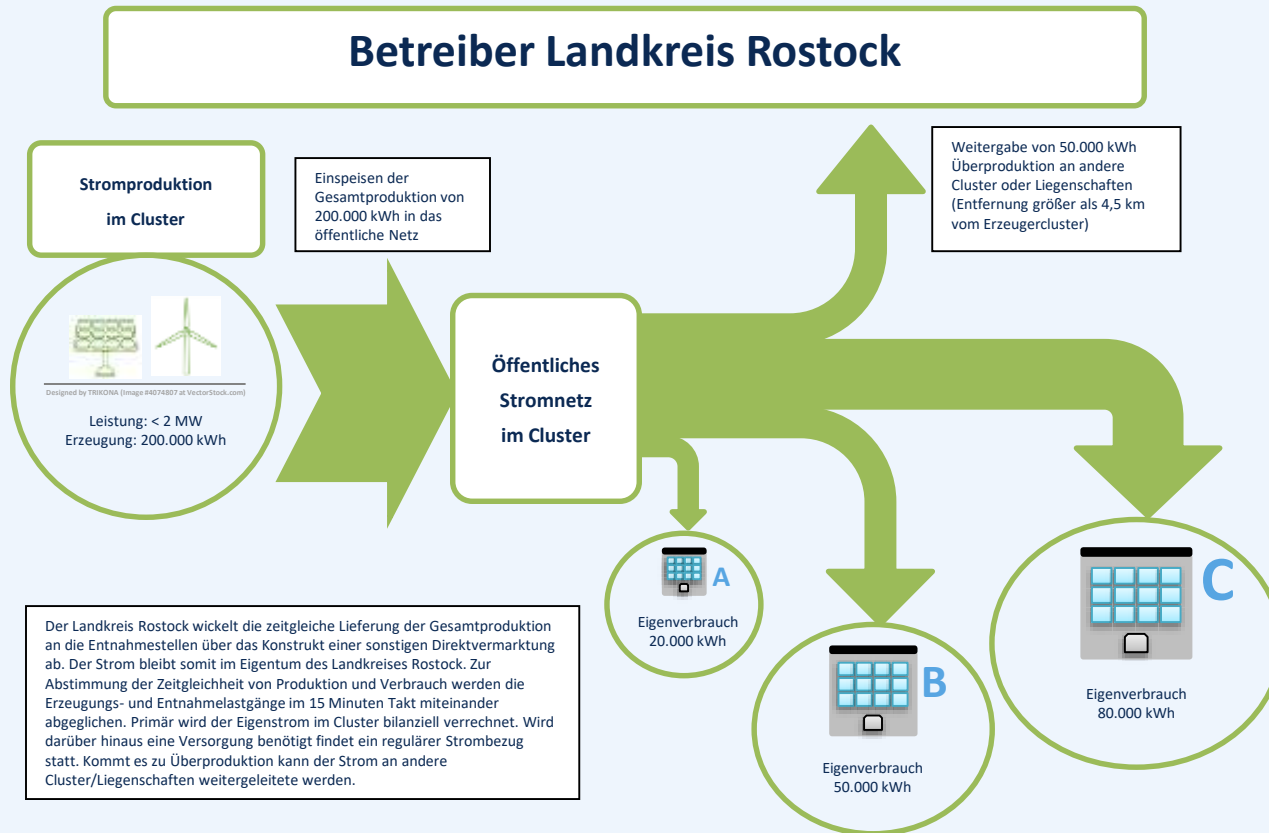 Betreiber Landkreis Rostock
Stromproduktion
im Cluster
Einspeisen der
Gesamtproduktion von
200.000 kWh in das
öffentliche Netz
Weitergabe von 50.000 kWh
Überproduktion an andere
Cluster oder Liegenschaften
(Entfernung größer als 4,5 km
vom Erzeugercluster)
Designed by TRIKONA (Image #4074807 at VectorStock.com)
Leistung: < 2 MW
Erzeugung: 200.000 kWh
Öffentliches
Stromnetz
im Cluster
A
Eigenverbrauch
20.000 kWh
B
Eigenverbrauch
50.000 kWh
C
Eigenverbrauch
80.000 kWh
Der Landkreis Rostock wickelt die zeitgleiche Lieferung der Gesamtproduktion
an die Entnahmestellen über das Konstrukt einer sonstigen Direktvermarktung
ab. Der Strom bleibt somit im Eigentum des Landkreises Rostock. Zur
Abstimmung der Zeitgleichheit von Produktion und Verbrauch werden die
Erzeugungs- und Entnahmelastgänge im 15 Minuten Takt miteinander
abgeglichen. Primär wird der Eigenstrom im Cluster bilanziell verrechnet. Wird
darüber hinaus eine Versorgung benötigt findet ein regulärer Strombezug
statt. Kommt es zu Überproduktion kann der Strom an andere
Cluster/Liegenschaften weitergeleitete werden.